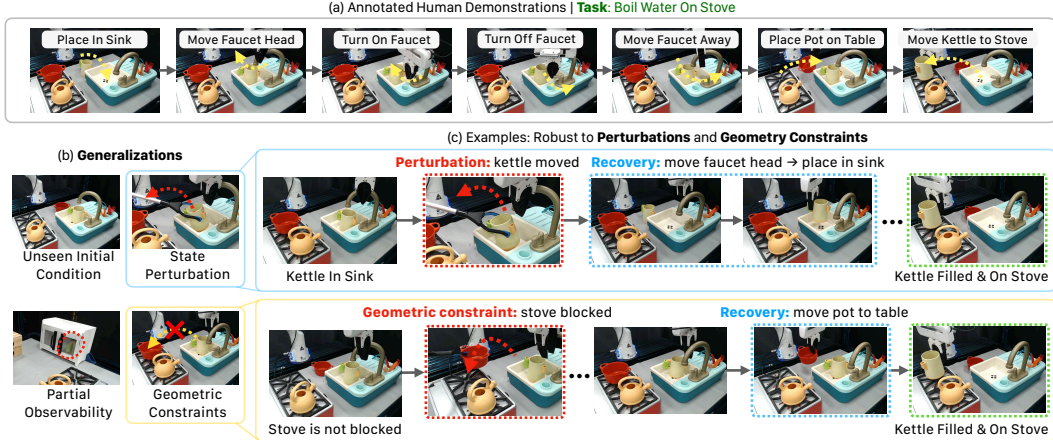 (a) Annotated Human Demonstrations | Task: Boil Water On Stove
Place In Sink
Move Faucet Head
Turn On Faucet
Turn Off Faucet
Move Faucet Away
Place Pot on Table
Move Kettle to Stove
(b) Generalizations
(c) Examples: Robust to Perturbations and Geometry Constraints
Perturbation: kettle moved
Recovery: move faucet head → place in sink
Unseen Initial
Condition
State
Perturbation
Kettle In Sink
Kettle Filled & On Stove
Geometric constraint: stove blocked
Recovery: move pot to table
Partial
Observability
Geometric
Constraints
Stove is not blocked
Kettle Filled & On Stove